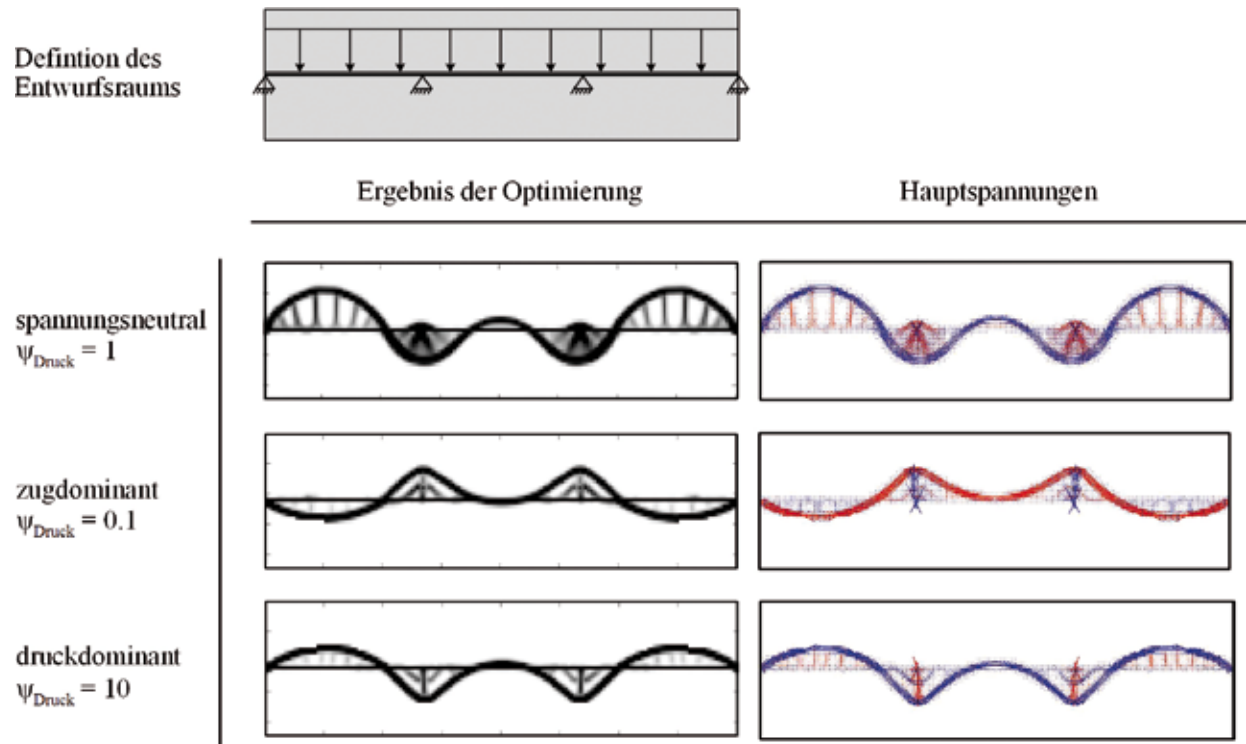 Defintion des
Entwurfsraums
Ergebnis der Optimierung
Hauptspannungen
spannungsneutral
ψDruck = 1
zugdominant
ψDruck = 0.1
druckdominant
ψDruck = 10